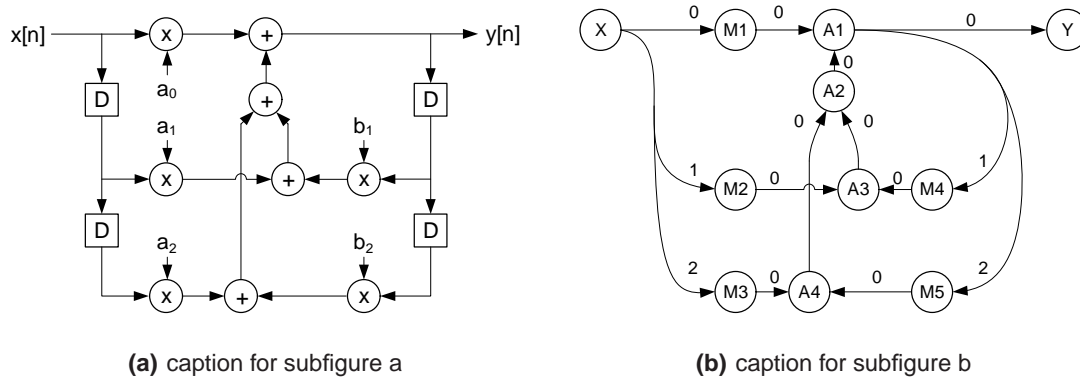 x[n] x + y[n]
D a₀ + D
a₁ b₁
x + x
D a₂ b₂ D
x + x
(a) caption for subfigure a
X 0 M1 0 A1 0 Y
0
A2
0 0
1 M2 0 A3 0 M4 1
2 M3 0 A4 0 M5 2
(b) caption for subfigure b